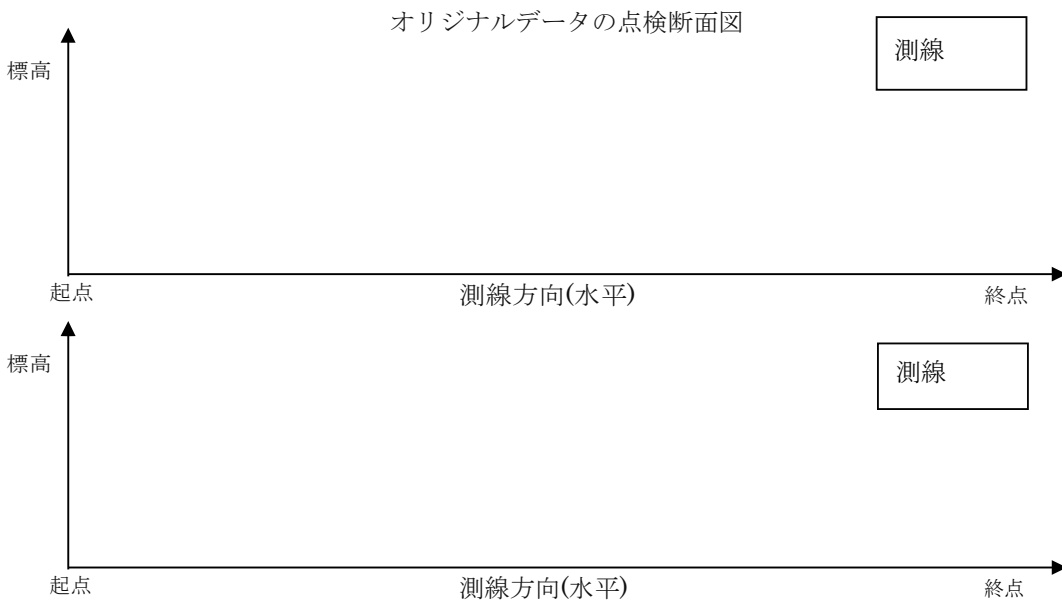 オリジナルデータの点検断面図
測線
標高
起点
測線方向(水平)
終点
標高
測線
起点
測線方向(水平)
終点